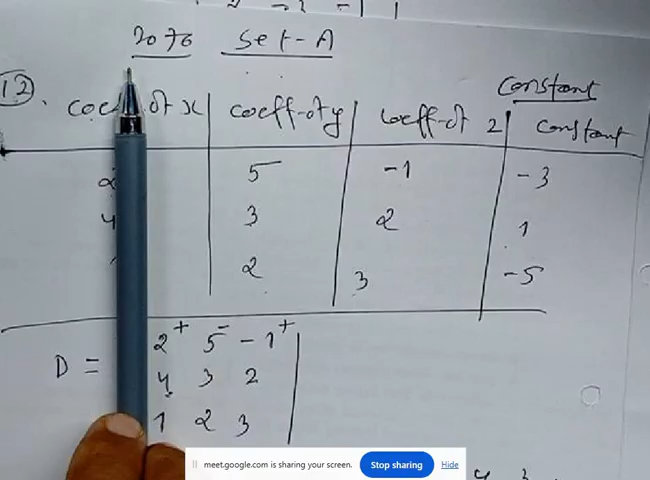 2076 Set-A
12. coeff. of x coeff. of y coeff. of z constant
constant
2 5 -1 -3
4 3 2 1
2 3 -5
D = 2+ 5- -1+
4 3 2
1 2 3
meet.google.com is sharing your screen. Stop sharing Hide